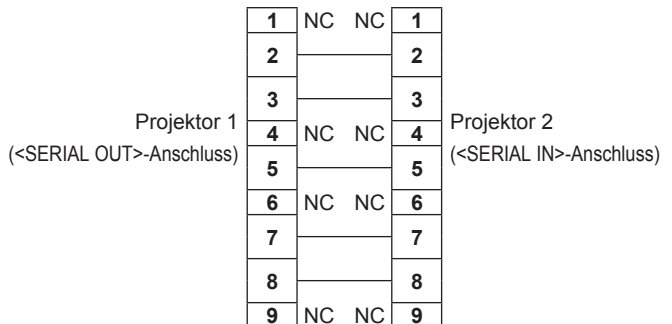 1 NC NC 1
2 2
3 3
Projektor 1
(<SERIAL OUT>-Anschluss)
4 NC NC 4
Projektor 2
(<SERIAL IN>-Anschluss)
5 5
6 NC NC 6
7 7
8 8
9 NC NC 9